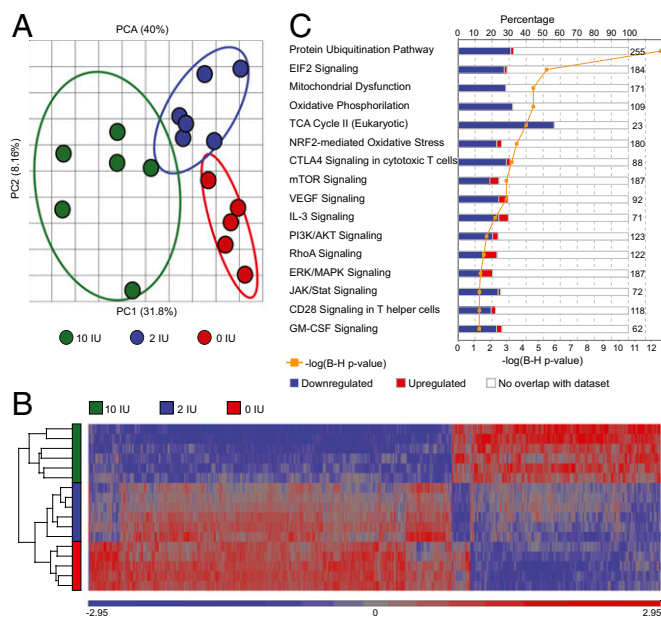 A
PCA (40%)
PC2 (8.16%)
PC1 (31.8%)
10 IU
2 IU
0 IU
C
Percentage
0 10 20 30 40 50 60 70 80 90 100
Protein Ubiquitination Pathway 255
EIF2 Signaling 184
Mitochondrial Dysfunction 171
Oxidative Phosphorilation 109
TCA Cycle II (Eukaryotic) 23
NRF2-mediated Oxidative Stress 180
CTLA4 Signaling in cytotoxic T cells 88
mTOR Signaling 187
VEGF Signaling 92
IL-3 Signaling 71
PI3K/AKT Signaling 123
RhoA Signaling 122
ERK/MAPK Signaling 187
JAK/Stat Signaling 72
CD28 Signaling in T helper cells 118
GM-CSF Signaling 62
0 1 2 3 4 5 6 7 8 9 10 11 12
-log(B-H p-value)
-log(B-H p-value)
Downregulated
Upregulated
No overlap with dataset
B
10 IU
2 IU
0 IU
-2.95 0 2.95